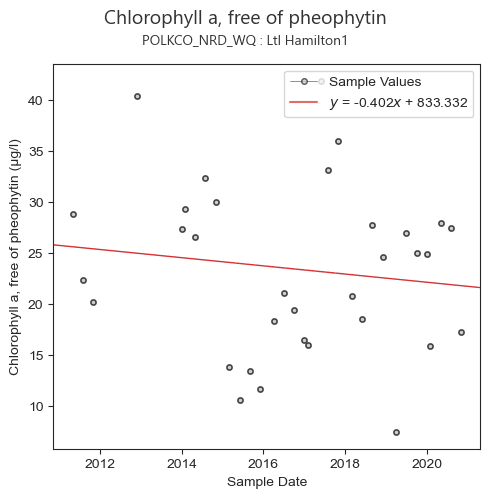 Chlorophyll a, free of pheophytin
POLKCO_NRD_WQ : Ltl Hamilton1
Sample Values
y = -0.402x + 833.332
Chlorophyll a, free of pheophytin (µg/l)
40
35
30
25
20
15
10
2012 2014 2016 2018 2020
Sample Date